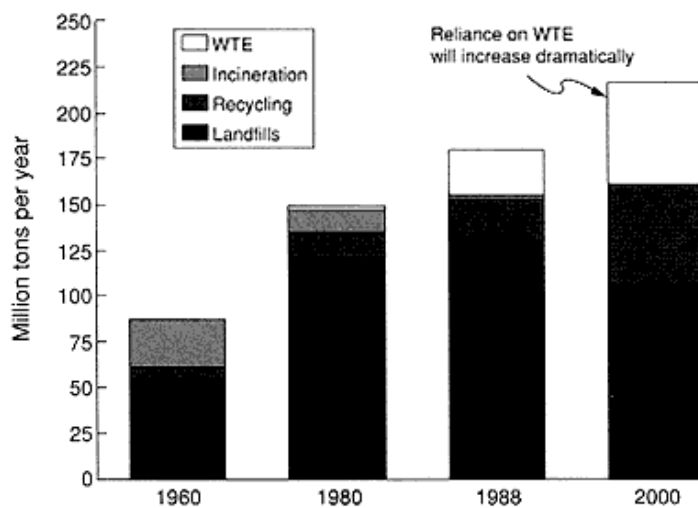 250
225
200
175
150
125
100
75
50
25
0
Million tons per year
WTE
Incineration
Recycling
Landfills
Reliance on WTE
will increase dramatically
1960
1980
1988
2000